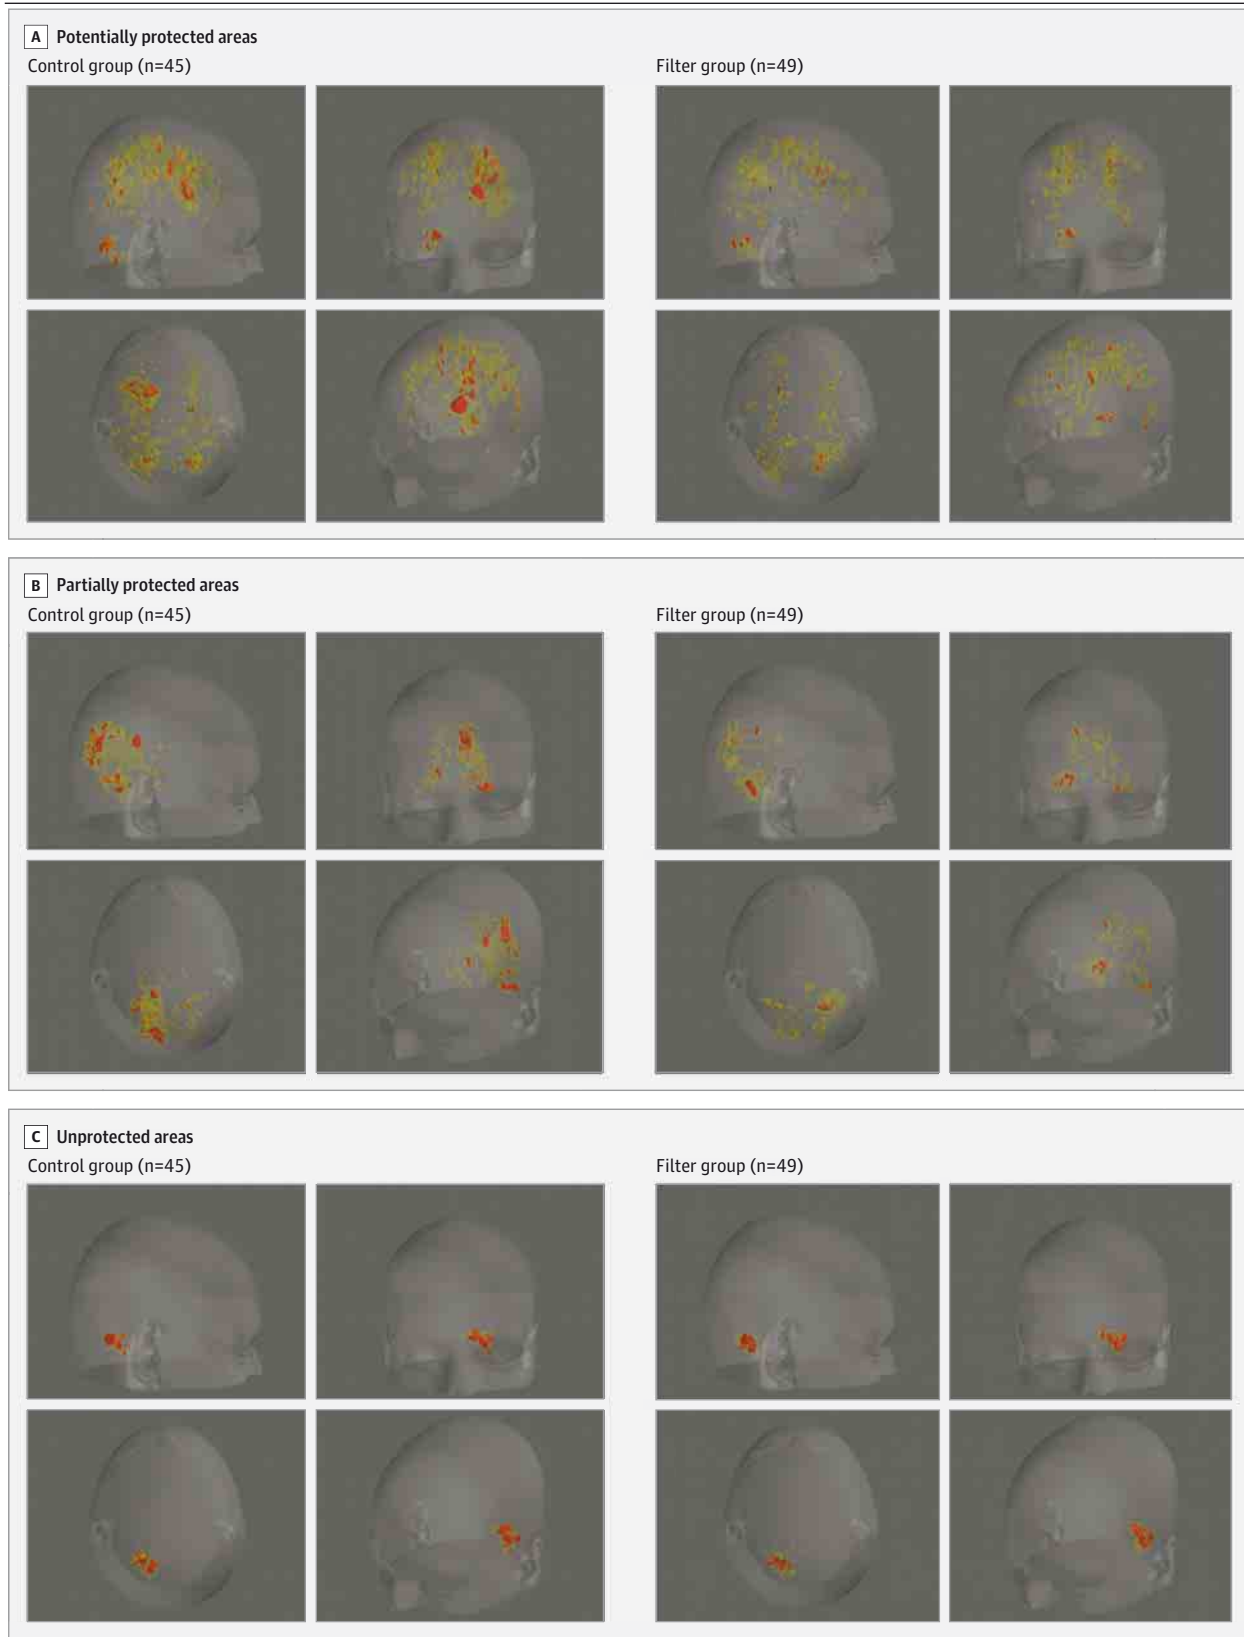 A Potentially protected areas
Control group (n=45)
Filter group (n=49)
B Partially protected areas
Control group (n=45)
Filter group (n=49)
C Unprotected areas
Control group (n=45)
Filter group (n=49)